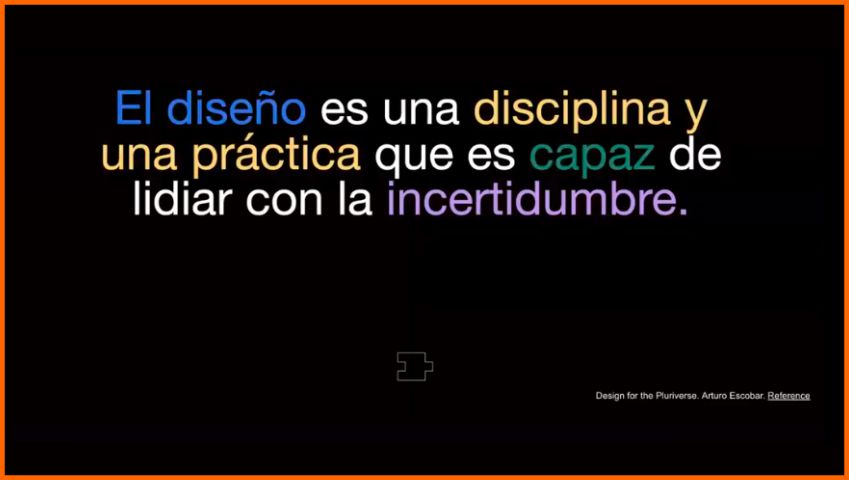 El diseño es una disciplina y
una práctica que es capaz de
lidiar con la incertidumbre.
Design for the Pluriverse. Arturo Escobar. Reference